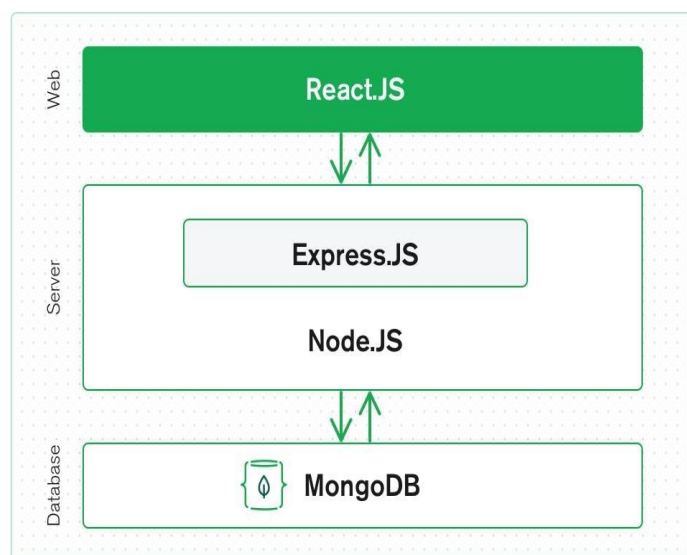 Web
React.JS
Server
Express.JS
Node.JS
Database
MongoDB